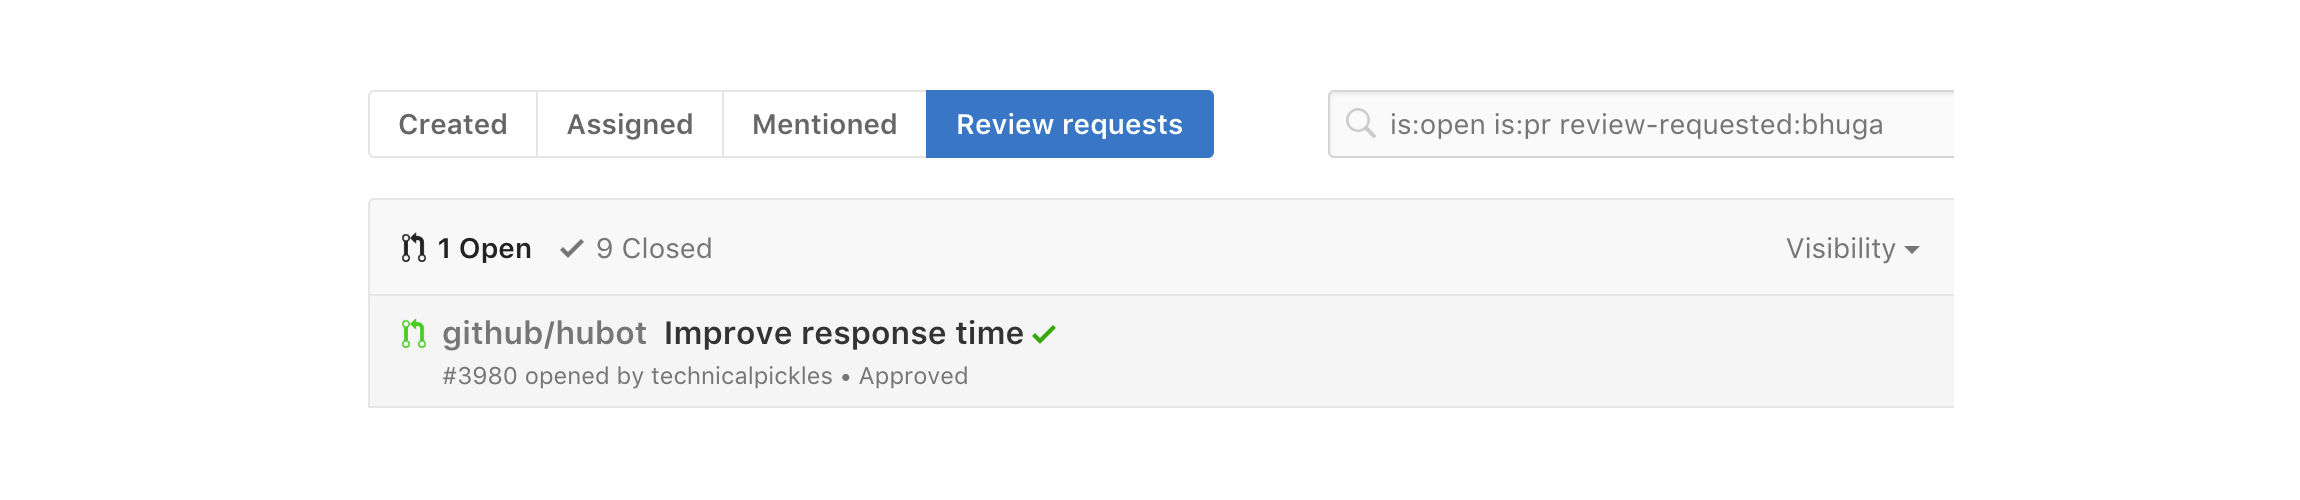 Created Assigned Mentioned Review requests is:open is:pr review-requested:bhuga
1 Open 9 Closed Visibility
github/hubot Improve response time
#3980 opened by technicalpickles • Approved